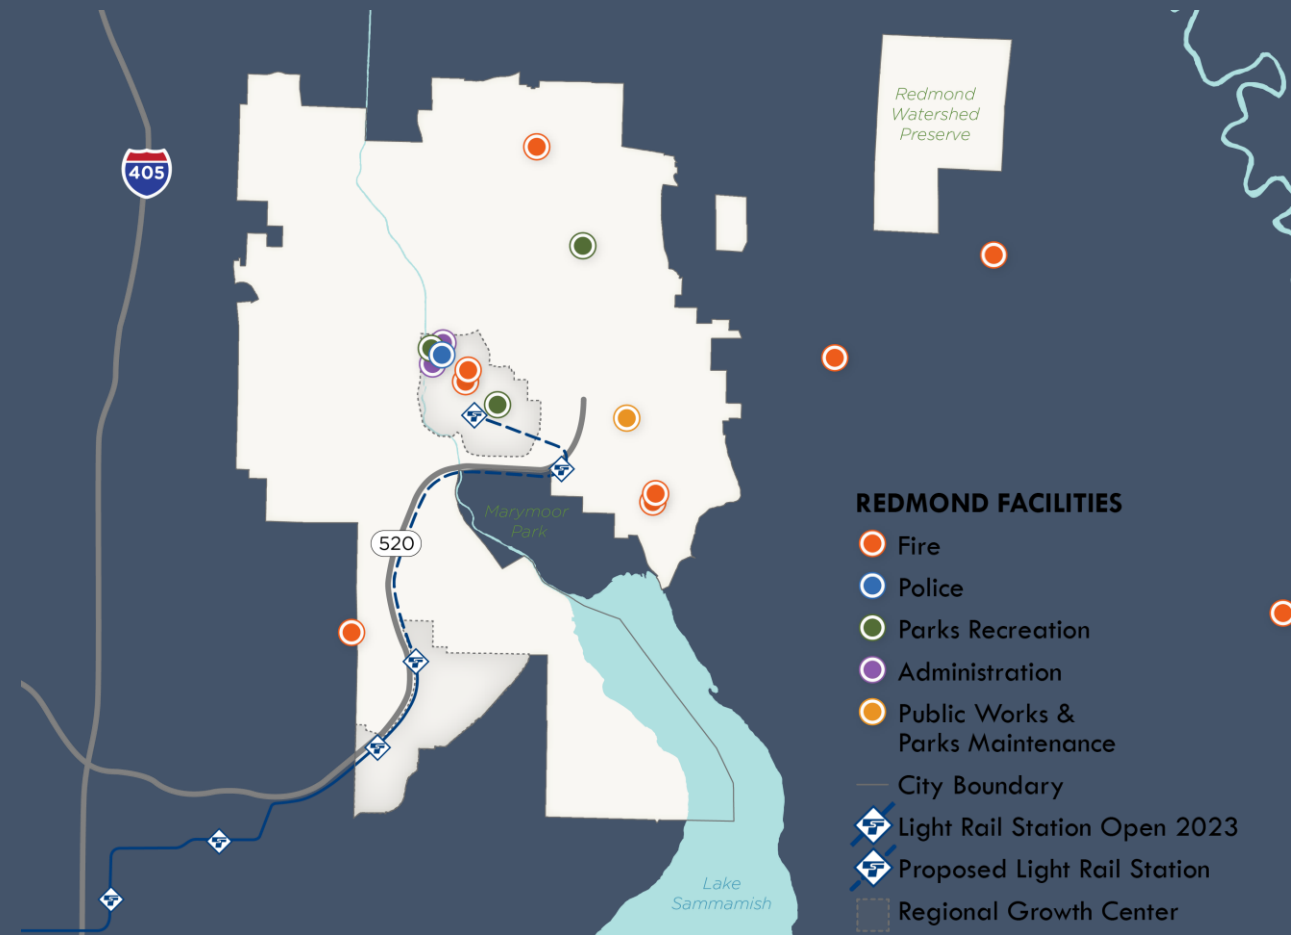 Redmond
Watershed
Preserve
405
Marymoor
Park
520
Lake
Sammamish
REDMOND FACILITIES
Fire
Police
Parks Recreation
Administration
Public Works &
Parks Maintenance
City Boundary
Light Rail Station Open 2023
Proposed Light Rail Station
Regional Growth Center